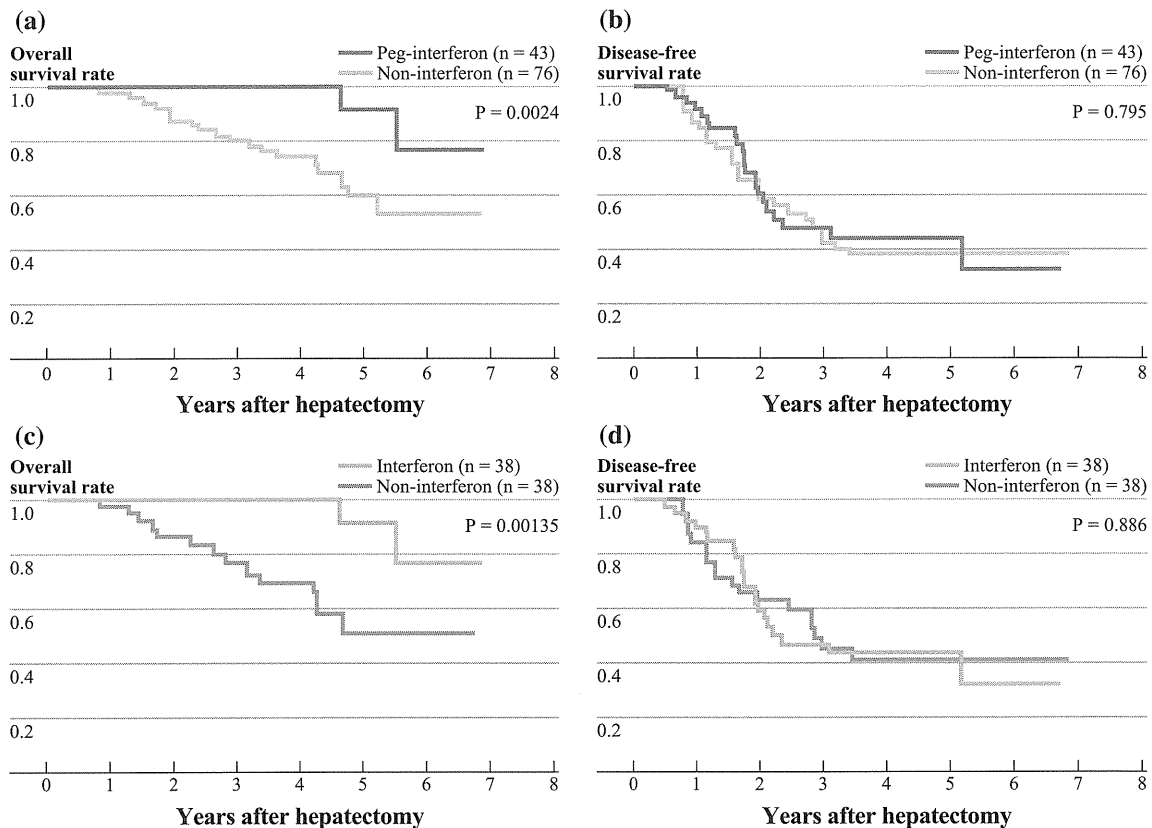 (a)
Overall
survival rate
Peg-interferon (n = 43)
Non-interferon (n = 76)
P = 0.0024
1.0
0.8
0.6
0.4
0.2
0 1 2 3 4 5 6 7 8
Years after hepatectomy
(b)
Disease-free
survival rate
Peg-interferon (n = 43)
Non-interferon (n = 76)
P = 0.795
1.0
0.8
0.6
0.4
0.2
0 1 2 3 4 5 6 7 8
Years after hepatectomy
(c)
Overall
survival rate
Interferon (n = 38)
Non-interferon (n = 38)
P = 0.00135
1.0
0.8
0.6
0.4
0.2
0 1 2 3 4 5 6 7 8
Years after hepatectomy
(d)
Disease-free
survival rate
Interferon (n = 38)
Non-interferon (n = 38)
P = 0.886
1.0
0.8
0.6
0.4
0.2
0 1 2 3 4 5 6 7 8
Years after hepatectomy